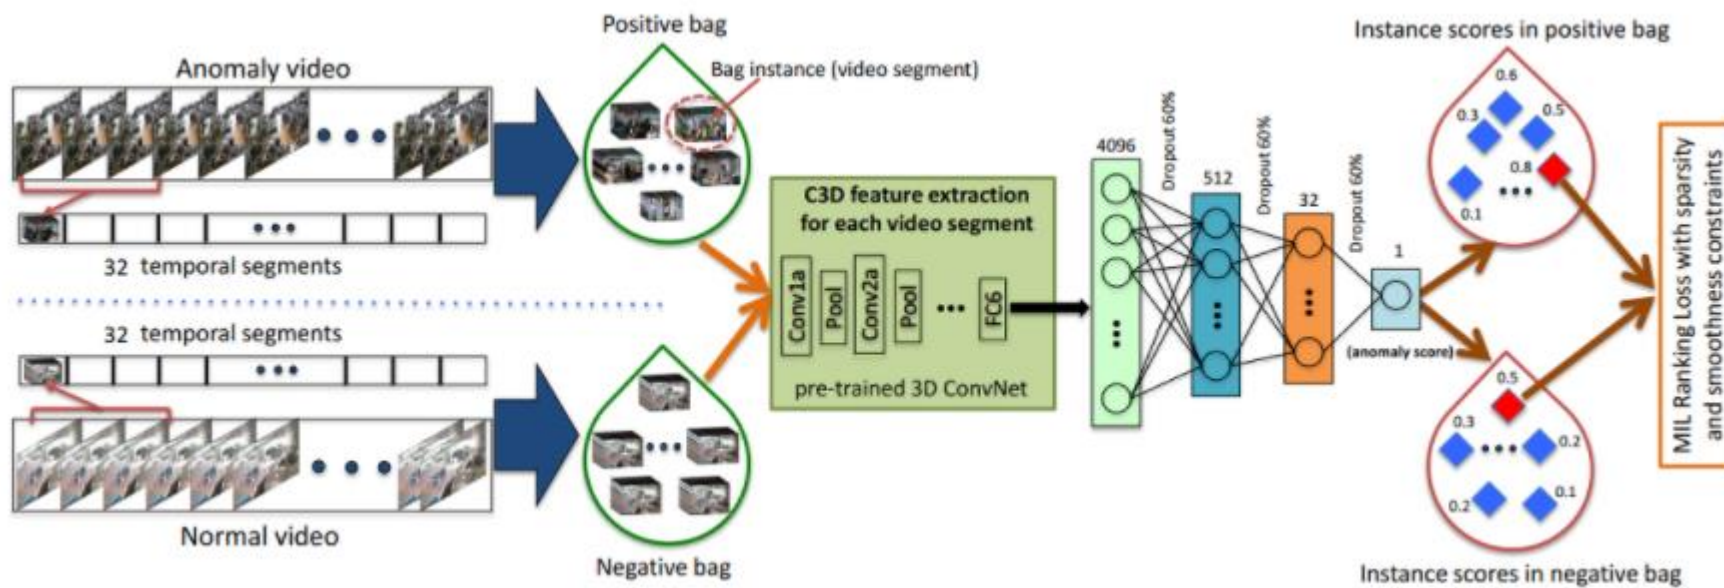 Anomaly video
32 temporal segments
32 temporal segments
Normal video
Positive bag
Bag instance (video segment)
Negative bag
C3D feature extraction
for each video segment
Conv1a
Pool
Conv2a
Pool
FC6
pre-trained 3D ConvNet
4096
Dropout 60%
512
Dropout 60%
32
Dropout 60%
1
(anomaly score)
Instance scores in positive bag
0.6
0.3
0.5
0.8
0.1
0.5
0.3
0.2
0.2
0.1
Instance scores in negative bag
MIL Ranking Loss with sparsity
and smoothness constraints